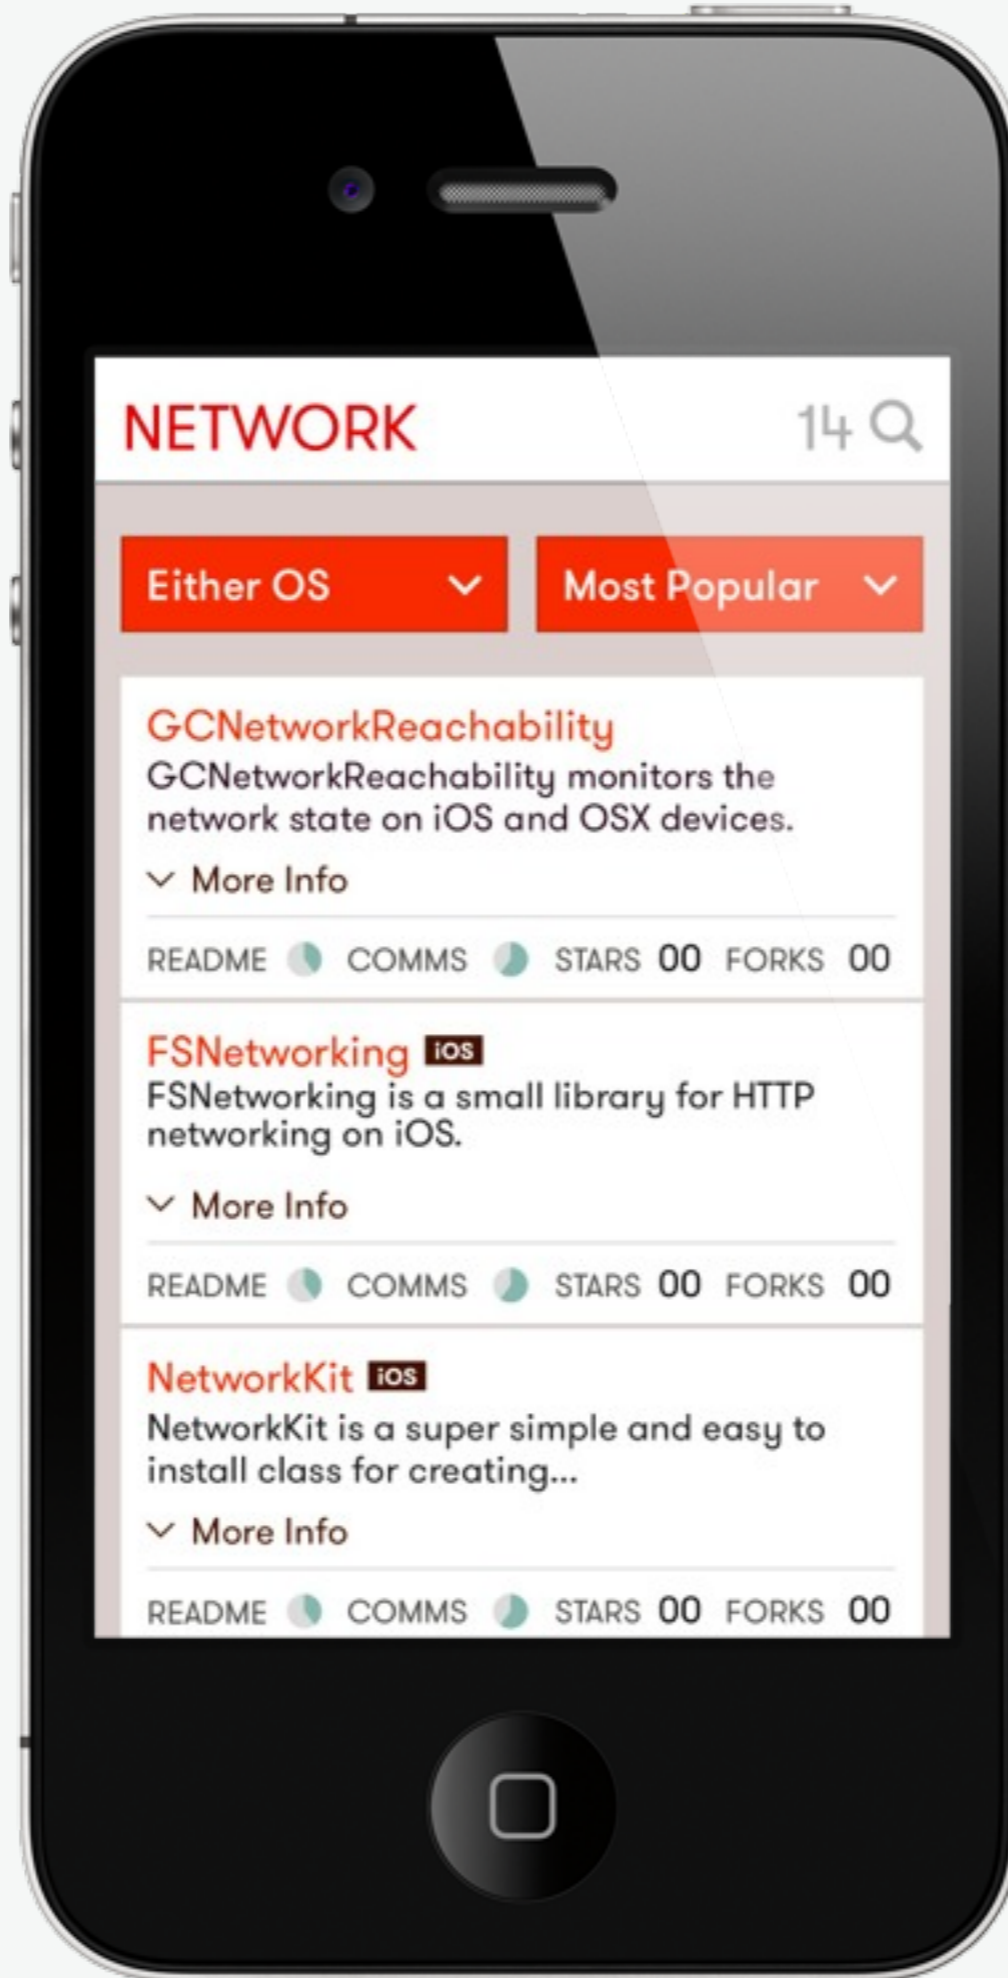 NETWORK 14
Either OS Most Popular
GCNetworkReachability
GCNetworkReachability monitors the
network state on iOS and OSX devices.
More Info
README COMMS STARS 00 FORKS 00
FSNetworking iOS
FSNetworking is a small library for HTTP
networking on iOS.
More Info
README COMMS STARS 00 FORKS 00
NetworkKit iOS
NetworkKit is a super simple and easy to
install class for creating...
More Info
README COMMS STARS 00 FORKS 00